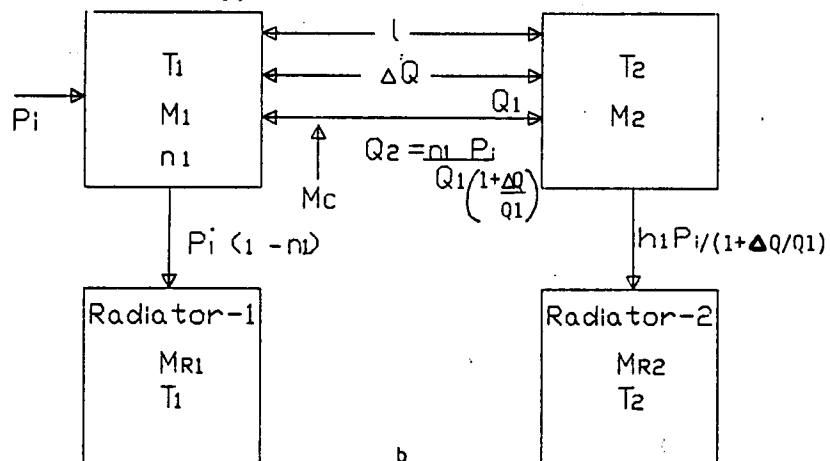 l
T1
ΔQ
T2
Pi
M1
Q1
M2
n1
Q2 = n1 Pi
Q1(1+ΔQ
Q1)
Mc
Pi (1 - n1)
h1Pi/(1+ΔQ/Q1)
Radiator-1
Radiator-2
MR1
MR2
T1
T2
b